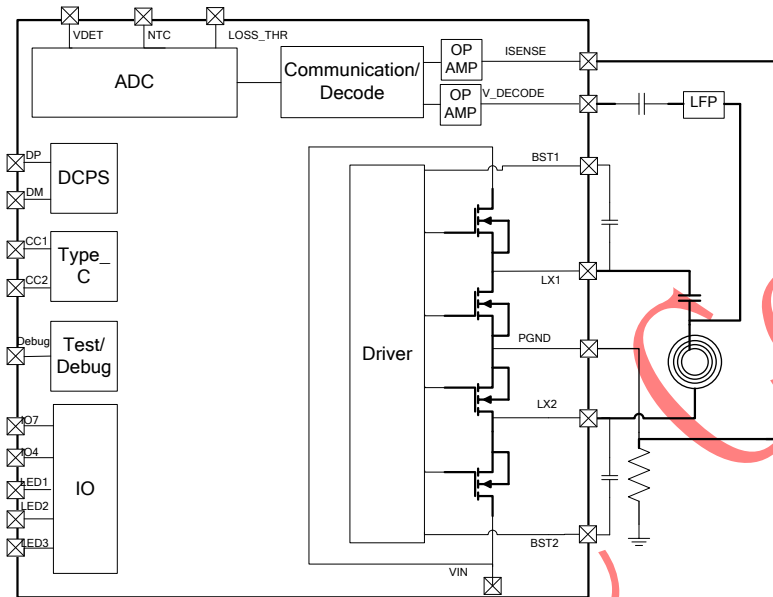 VDET
NTC
LOSS_THR
ADC
Communication/
Decode
OP
AMP
ISENSE
OP
AMP
V_DECODE
LFP
DP
DM
DCPS
BST1
CC1
CC2
Type_
C
LX1
Debug
Test/
Debug
Driver
PGND
LX2
IO7
IO4
LED1
LED2
LED3
IO
BST2
VIN